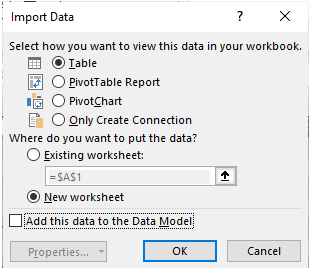 Import Data
?
×
Select how you want to view this data in your workbook.
Table
PivotTable Report
PivotChart
Only Create Connection
Where do you want to put the data?
Existing worksheet:
=$A$1
New worksheet
Add this data to the Data Model
Properties...
OK
Cancel